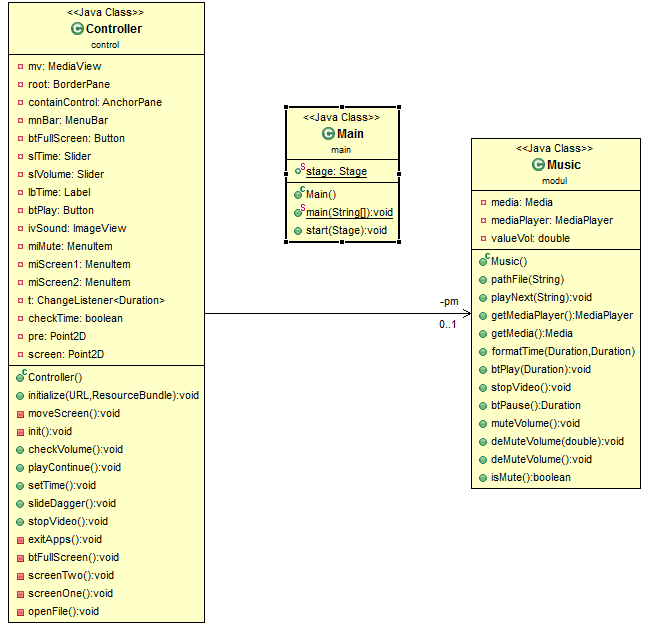 <<Java Class>>
Controller
control
mv: MediaView
root: BorderPane
containControl: AnchorPane
mnBar: MenuBar
btFullScreen: Button
slTime: Slider
slVolume: Slider
lbTime: Label
btPlay: Button
ivSound: ImageView
miMute: MenuItem
miScreen1: MenuItem
miScreen2: MenuItem
t: ChangeListener<Duration>
checkTime: boolean
pre: Point2D
screen: Point2D
Controller()
initialize(URL,ResourceBundle):void
moveScreen():void
init():void
checkVolume():void
playContinue():void
setTime():void
slideDagger():void
stopVideo():void
exitApps():void
btFullScreen():void
screenTwo():void
screenOne():void
openFile():void
<<Java Class>>
Main
main
stage: Stage
Main()
main(String[]):void
start(Stage):void
-pm
0..1
<<Java Class>>
Music
modul
media: Media
mediaPlayer: MediaPlayer
valueVol: double
Music()
pathFile(String)
playNext(String):void
getMediaPlayer():MediaPlayer
getMedia():Media
formatTime(Duration,Duration)
btPlay(Duration):void
stopVideo():void
btPause():Duration
muteVolume():void
deMuteVolume(double):void
deMuteVolume():void
isMute():boolean